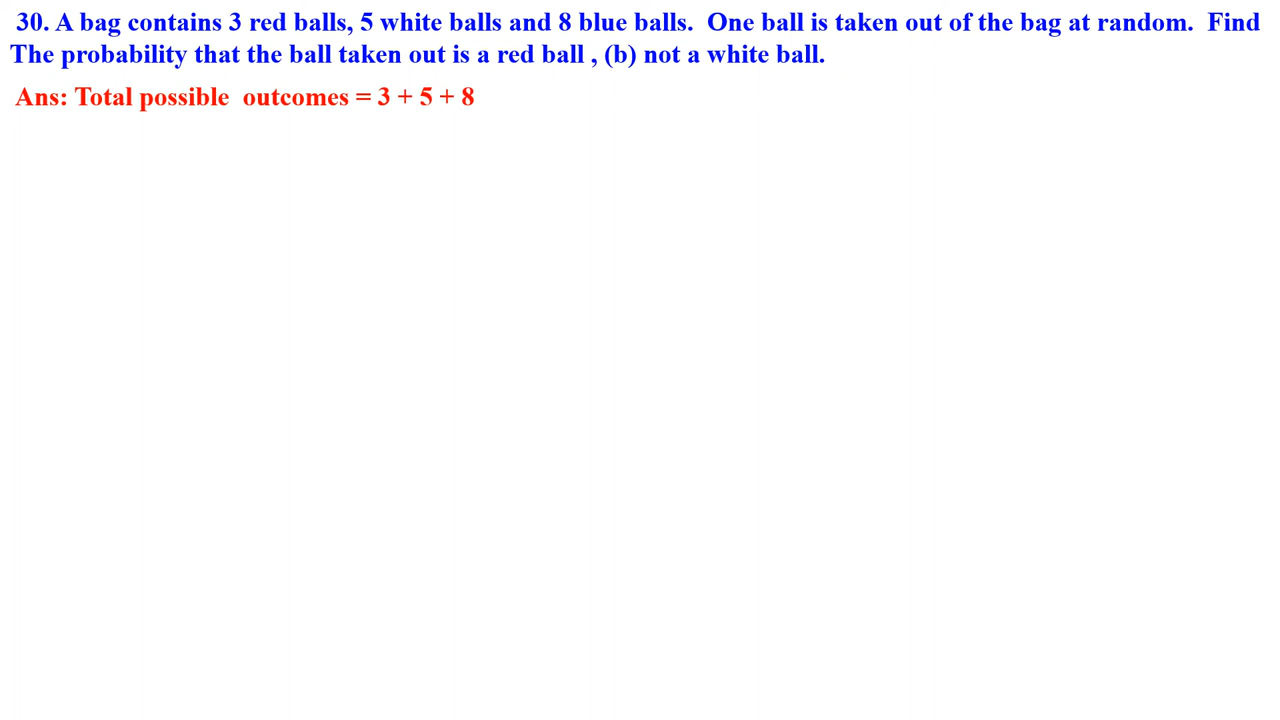 30. A bag contains 3 red balls, 5 white balls and 8 blue balls.  One ball is taken out of the bag at random.  Find
The probability that the ball taken out is a red ball , (b) not a white ball.
Ans: Total possible  outcomes = 3 + 5 + 8